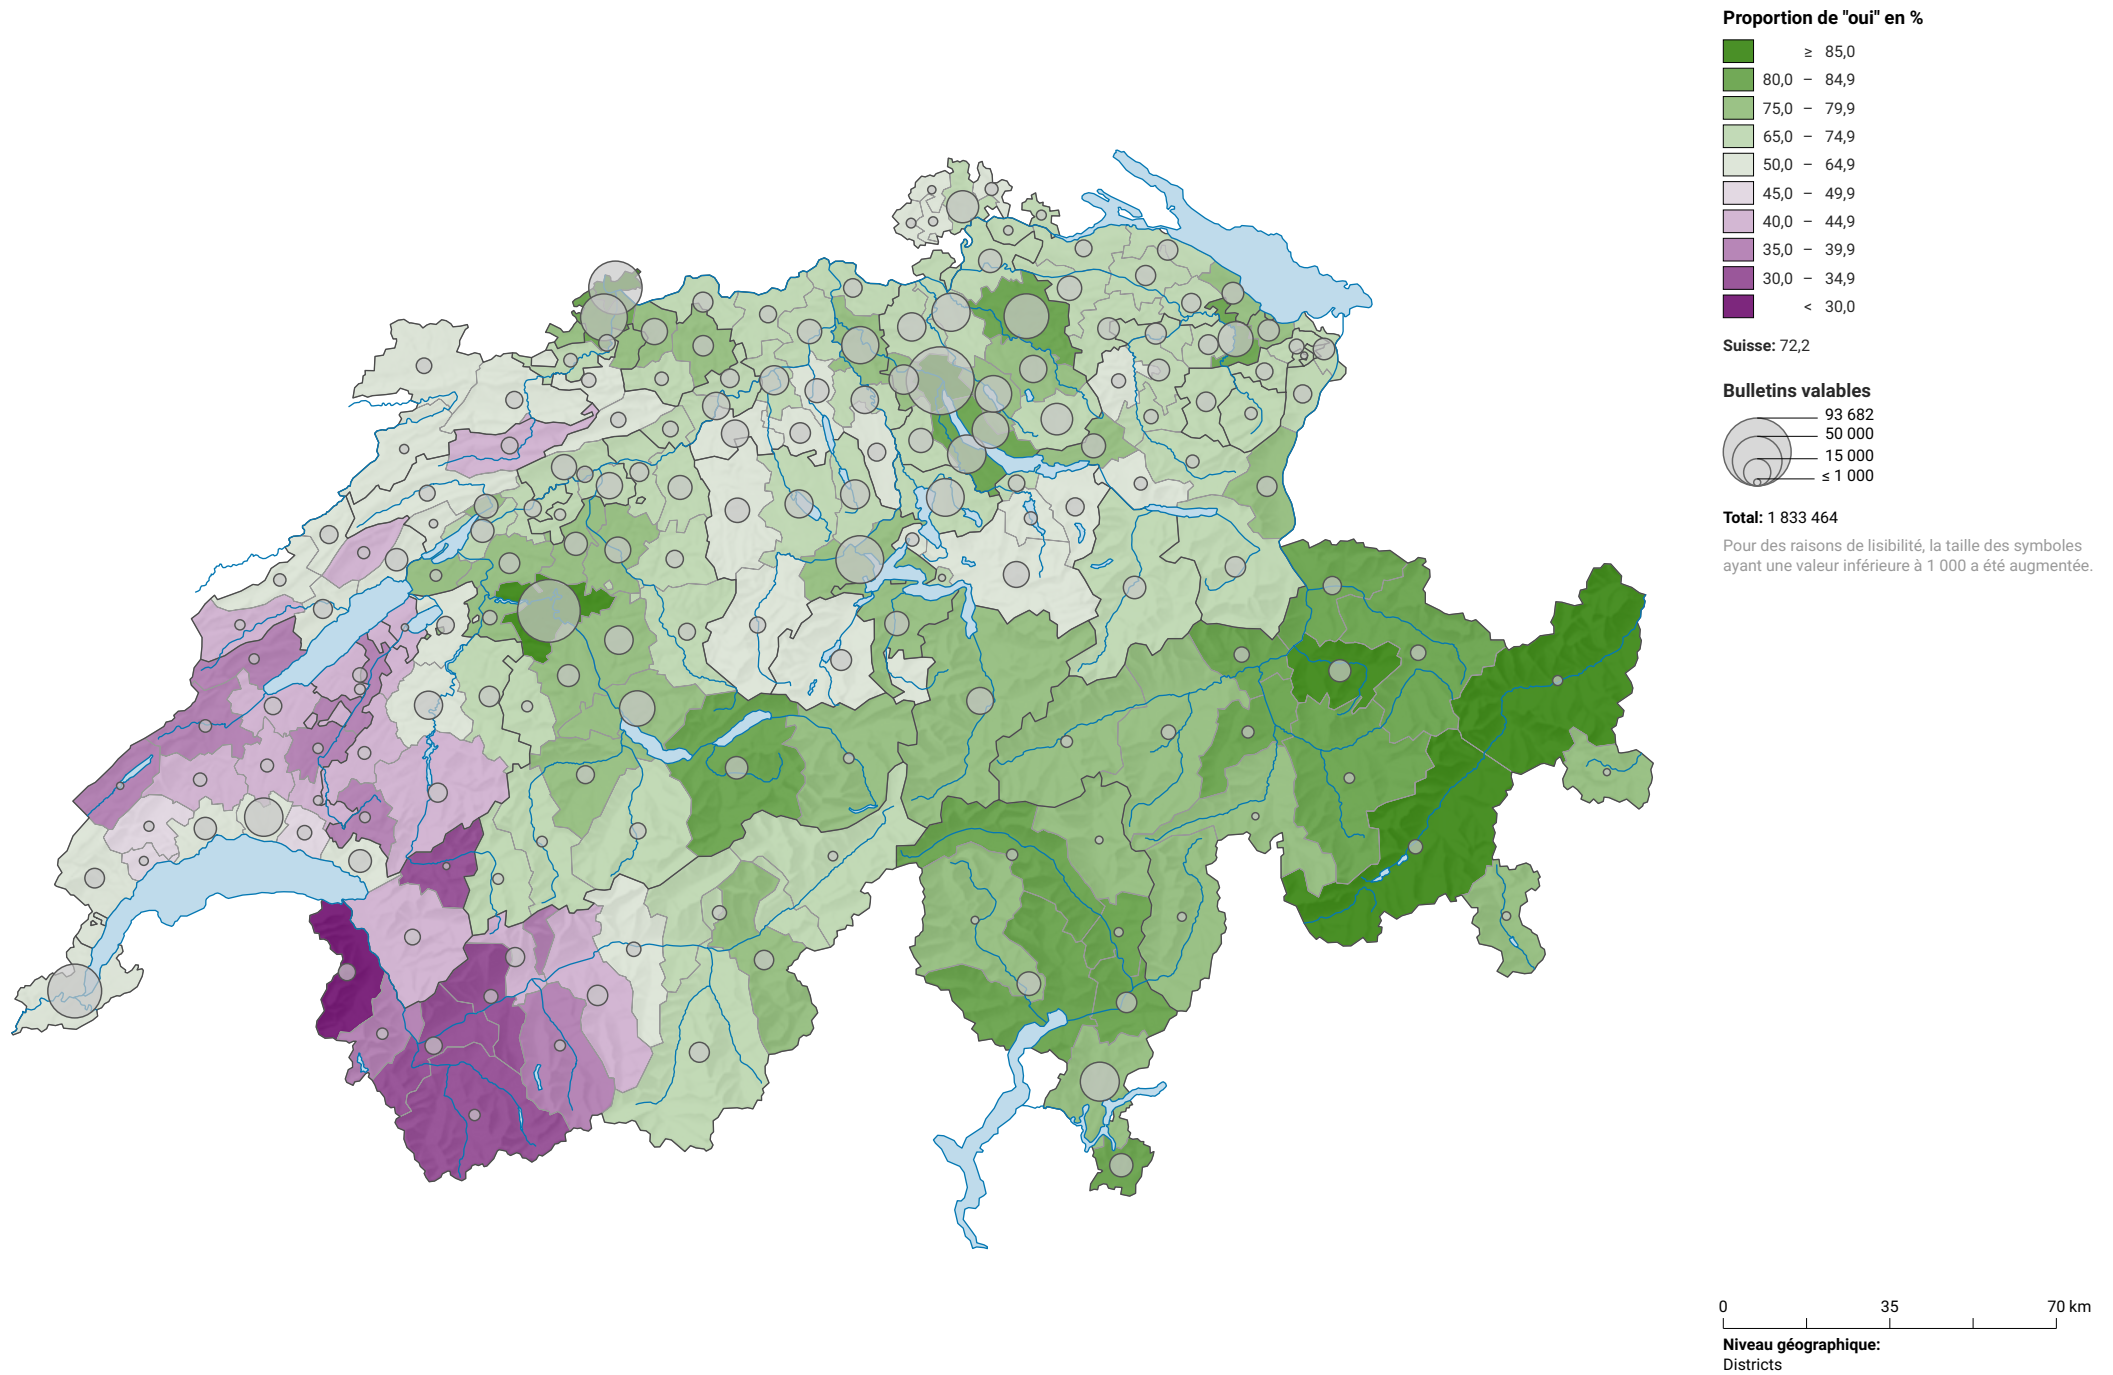 Proportion de "oui" en %
≥ 85,0
80,0 – 84,9
75,0 – 79,9
65,0 – 74,9
50,0 – 64,9
45,0 – 49,9
40,0 – 44,9
35,0 – 39,9
30,0 – 34,9
< 30,0
Suisse: 72,2
Bulletins valables
93 682
50 000
15 000
≤ 1 000
Total: 1 833 464
Pour des raisons de lisibilité, la taille des symboles
ayant une valeur inférieure à 1 000 a été augmentée.
0 35 70 km
Niveau géographique:
Districts